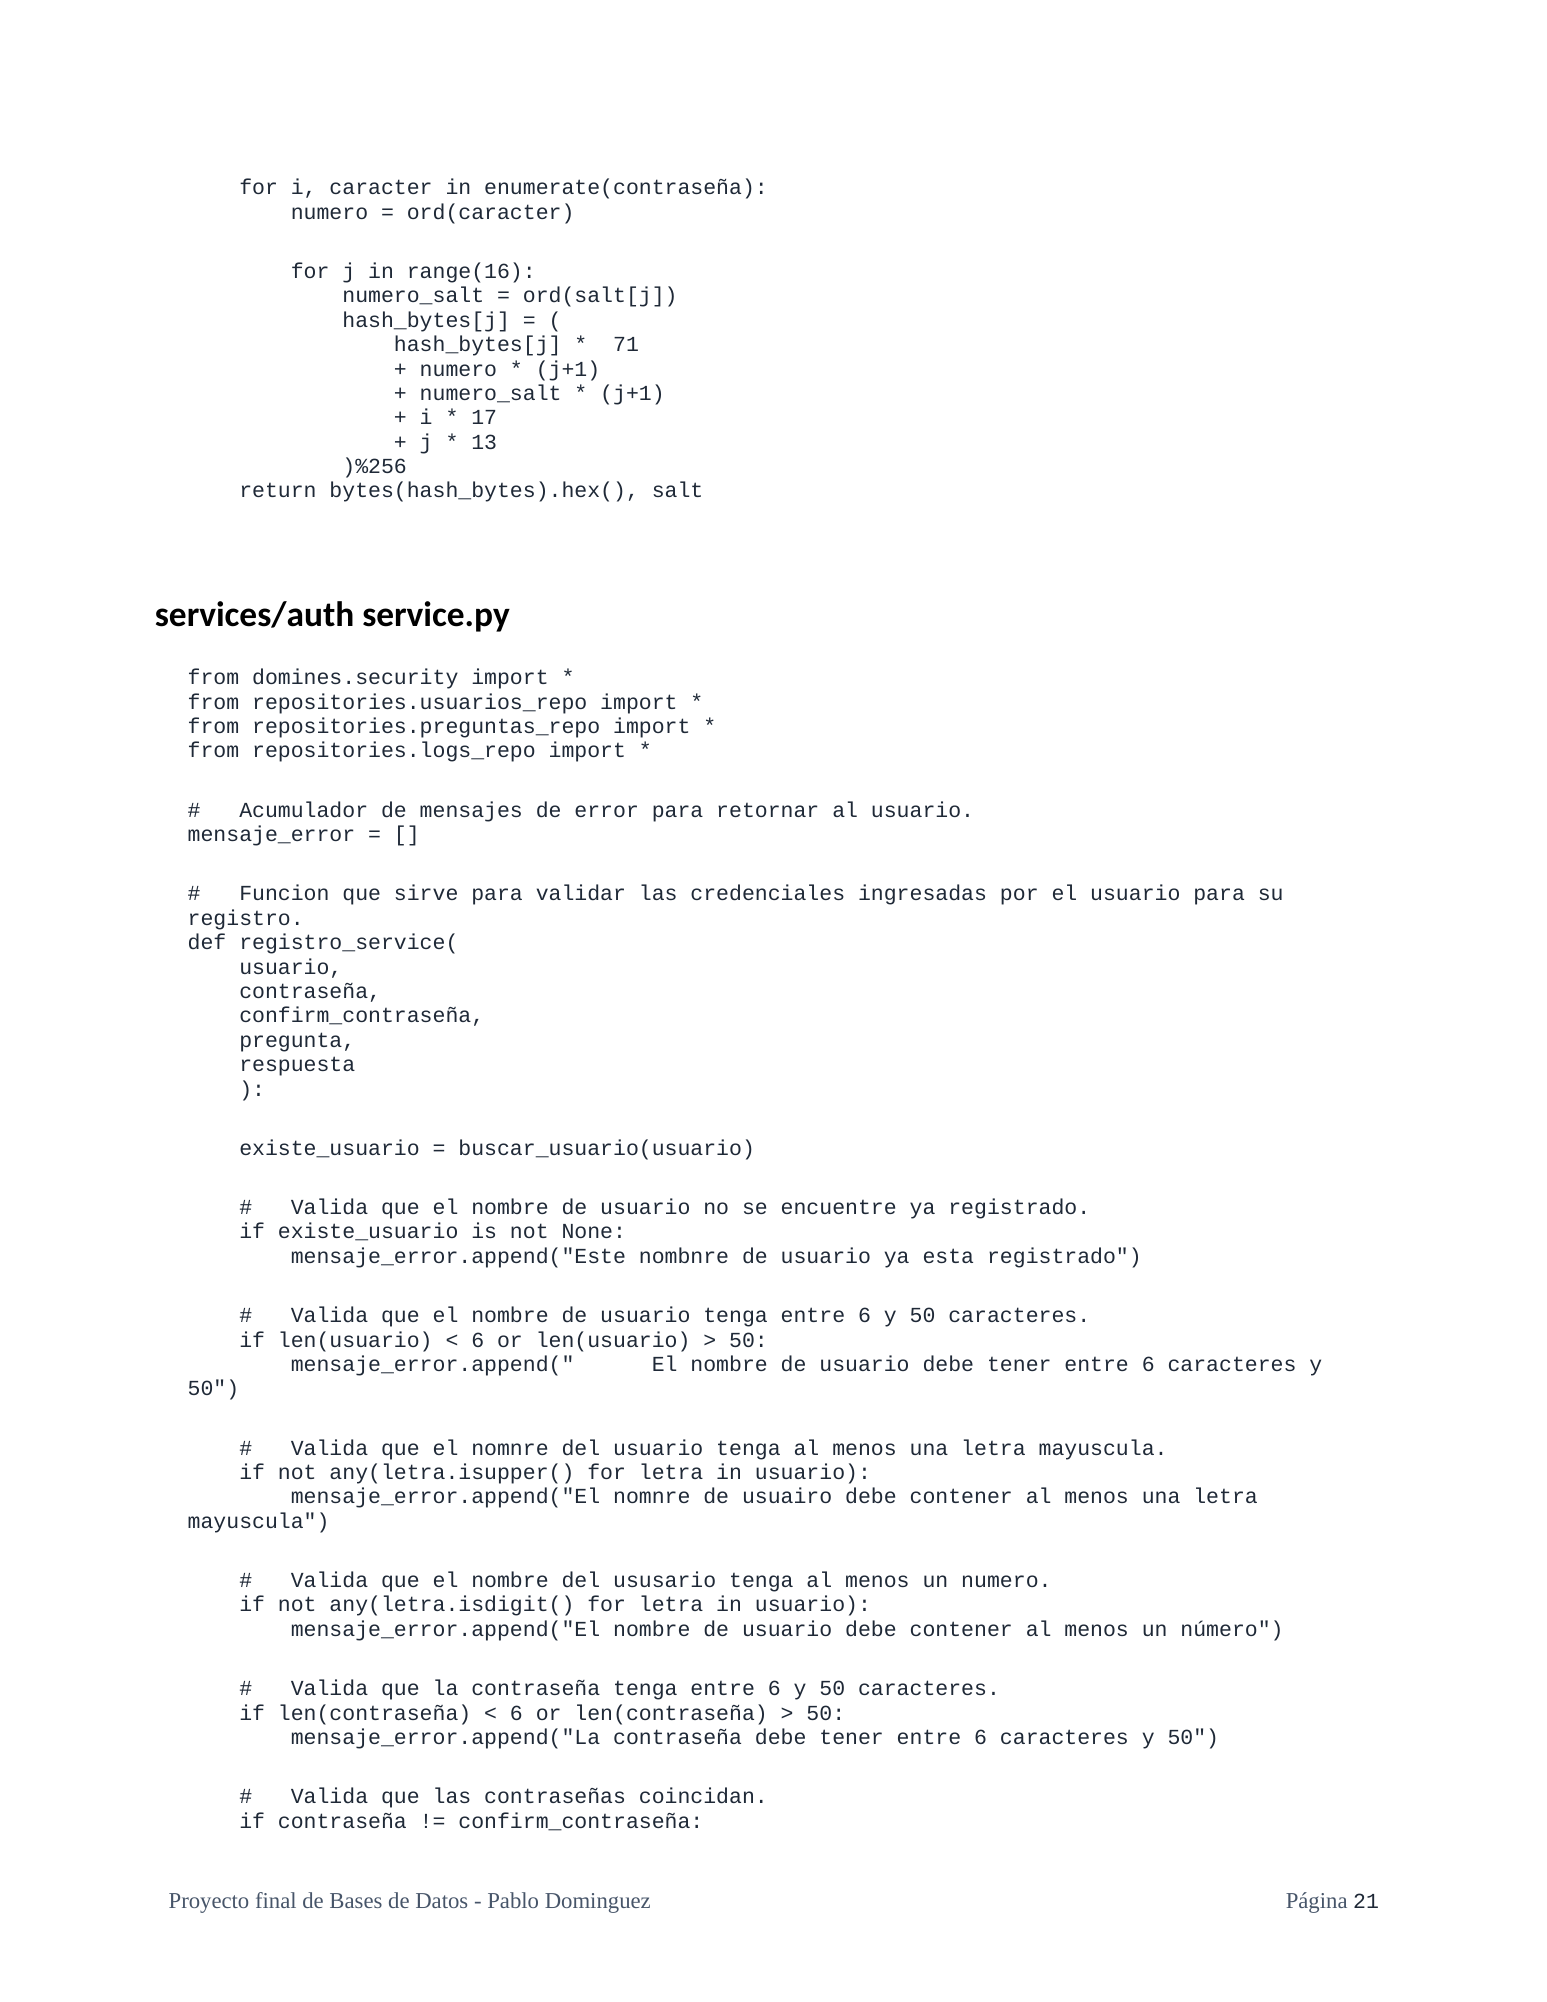 for i, caracter in enumerate(contraseña):
numero = ord(caracter)
for j in range(16):
numero_salt = ord(salt[j])
hash_bytes[j] = (
hash_bytes[j] *  71
+ numero * (j+1)
+ numero_salt * (j+1)
+ i * 17
+ j * 13
)%256
return bytes(hash_bytes).hex(), salt
services/auth service.py
from domines.security import *
from repositories.usuarios_repo import *
from repositories.preguntas_repo import *
from repositories.logs_repo import *
#   Acumulador de mensajes de error para retornar al usuario.
mensaje_error = []
#   Funcion que sirve para validar las credenciales ingresadas por el usuario para su
registro.
def registro_service(
usuario,
contraseña,
confirm_contraseña,
pregunta,
respuesta
):
existe_usuario = buscar_usuario(usuario)
#   Valida que el nombre de usuario no se encuentre ya registrado.
if existe_usuario is not None:
mensaje_error.append("Este nombnre de usuario ya esta registrado")
#   Valida que el nombre de usuario tenga entre 6 y 50 caracteres.
if len(usuario) < 6 or len(usuario) > 50:
mensaje_error.append("      El nombre de usuario debe tener entre 6 caracteres y
50")
#   Valida que el nomnre del usuario tenga al menos una letra mayuscula.
if not any(letra.isupper() for letra in usuario):
mensaje_error.append("El nomnre de usuairo debe contener al menos una letra
mayuscula")
#   Valida que el nombre del ususario tenga al menos un numero.
if not any(letra.isdigit() for letra in usuario):
mensaje_error.append("El nombre de usuario debe contener al menos un número")
#   Valida que la contraseña tenga entre 6 y 50 caracteres.
if len(contraseña) < 6 or len(contraseña) > 50:
mensaje_error.append("La contraseña debe tener entre 6 caracteres y 50")
#   Valida que las contraseñas coincidan.
if contraseña != confirm_contraseña:
Proyecto final de Bases de Datos - Pablo Dominguez Página 21